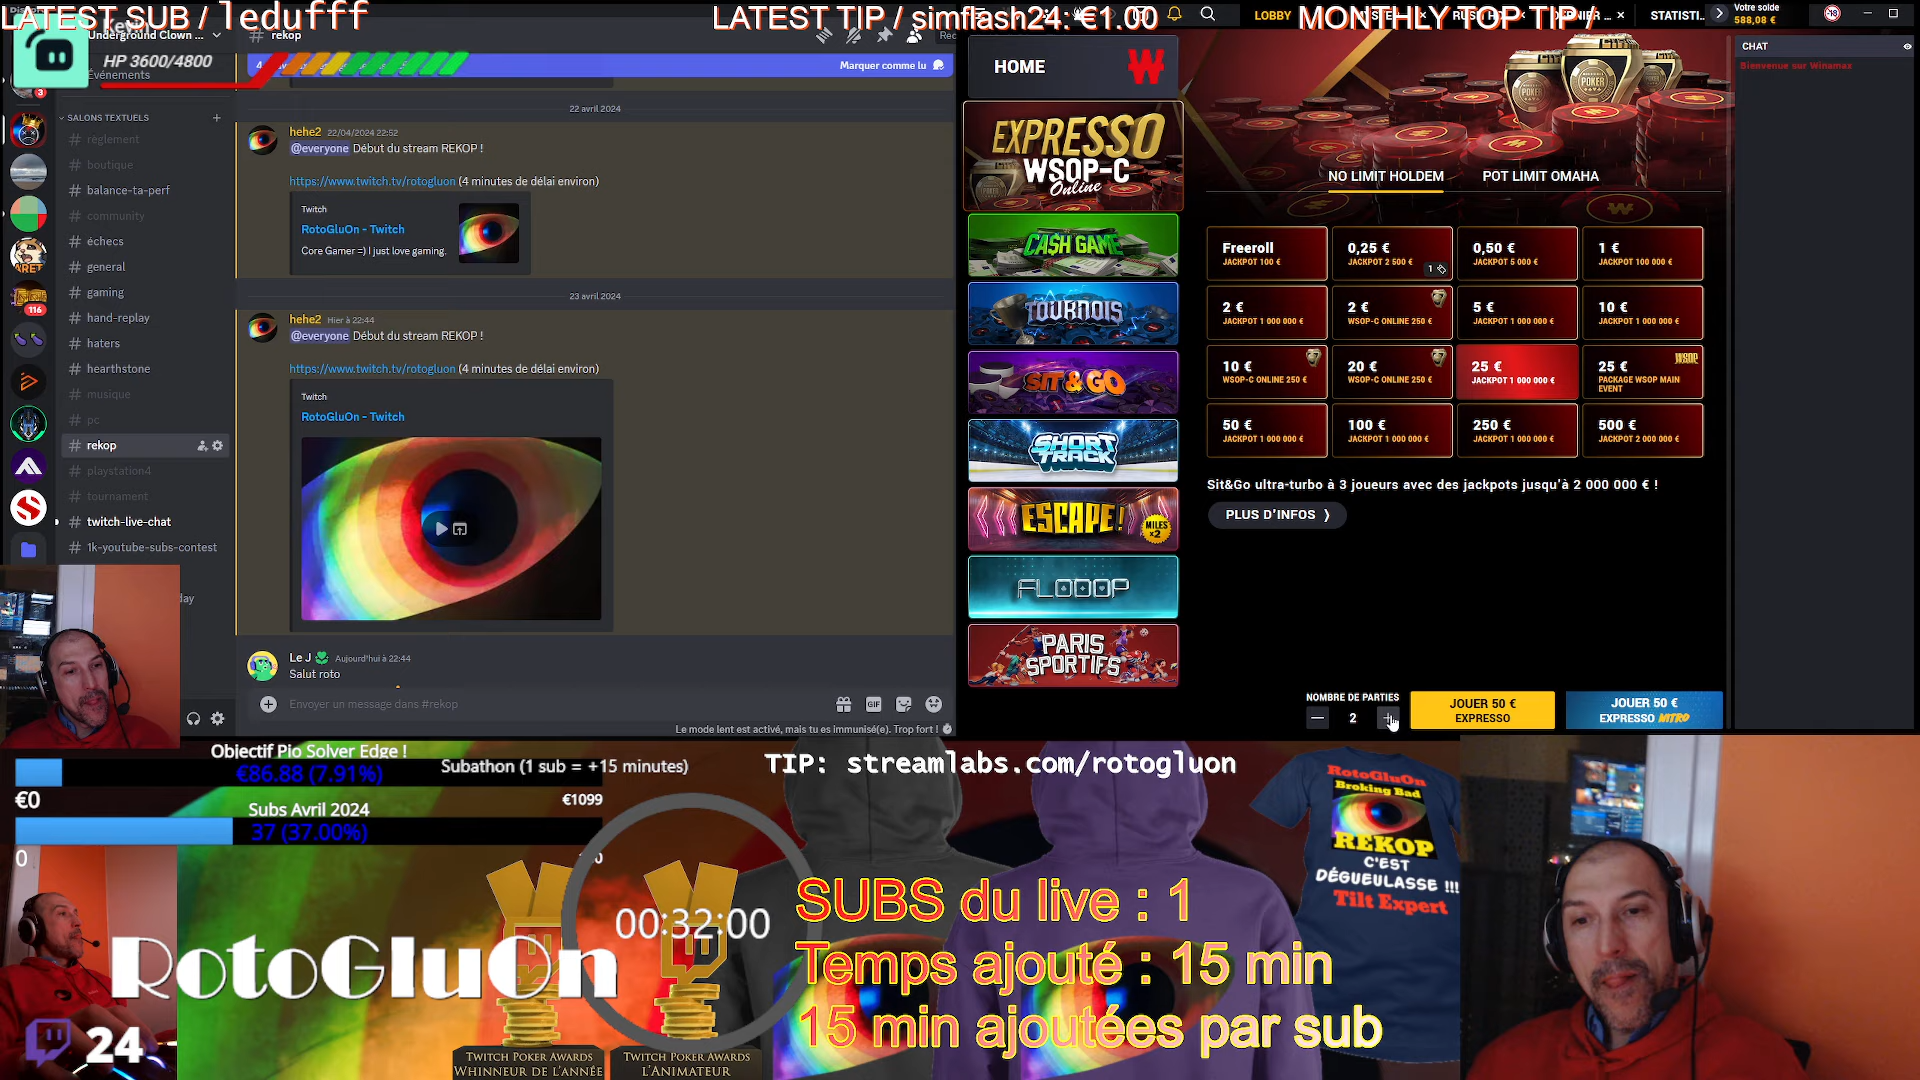 LATEST SUB / ledufff
LATEST TIP / simflash24: €1.00
MONTHLY TOP TIP /
Underground Clown ...
HP 3600/4800
Événements
3
SALONS TEXTUELS
# règlement
# boutique
# balance-ta-perf
# community
# échecs
# general
# gaming
# hand-replay
# haters
# hearthstone
# musique
# pc
# rekop
# playstation4
# tournament
# twitch-live-chat
# 1k-youtube-subs-contest
116
# rekop
Marquer comme lu
22 avril 2024
hehe2 22/04/2024 22:52
@everyone Début du stream REKOP !
https://www.twitch.tv/rotogluon (4 minutes de délai environ)
Twitch
RotoGluOn - Twitch
Core Gamer =) I just love gaming.
23 avril 2024
hehe2 Hier à 22:44
@everyone Début du stream REKOP !
https://www.twitch.tv/rotogluon (4 minutes de délai environ)
Twitch
RotoGluOn - Twitch
Le J Aujourd'hui à 22:44
Salut roto
Envoyer un message dans #rekop
GIF
Le mode lent est activé, mais tu es immunisé(e). Trop fort !
LOBBY
STATISTI...
Votre solde
588,08 €
HOME
EXPRESSO
WSOP-C
Online
CASH GAME
TOURNOIS
SIT & GO
SHORT TRACK
ESCAPE!
MILES x2
FLOOOP
PARIS SPORTIFS
NO LIMIT HOLDEM
POT LIMIT OMAHA
Freeroll
JACKPOT 100 €
0,25 €
JACKPOT 2 500 €
1
0,50 €
JACKPOT 5 000 €
1 €
JACKPOT 100 000 €
2 €
JACKPOT 1 000 000 €
2 €
WSOP-C ONLINE 250 €
5 €
JACKPOT 1 000 000 €
10 €
JACKPOT 1 000 000 €
10 €
WSOP-C ONLINE 250 €
20 €
WSOP-C ONLINE 250 €
25 €
JACKPOT 1 000 000 €
25 €
PACKAGE WSOP MAIN EVENT
WSOP
50 €
JACKPOT 1 000 000 €
100 €
JACKPOT 1 000 000 €
250 €
JACKPOT 1 000 000 €
500 €
JACKPOT 2 000 000 €
Sit&Go ultra-turbo à 3 joueurs avec des jackpots jusqu'à 2 000 000 € !
PLUS D'INFOS
NOMBRE DE PARTIES
2
JOUER 50 €
EXPRESSO
JOUER 50 €
EXPRESSO NITRO
CHAT
Bienvenue sur Winamax
Objectif Pio Solver Edge !
€86.88 (7.91%)
€0
€1099
Subs Avril 2024
37 (37.00%)
0
Subathon (1 sub = +15 minutes)
00:32:00
TIP: streamlabs.com/rotogluon
SUBS du live : 1
Temps ajouté : 15 min
15 min ajoutées par sub
RotoGluOn
24
TWITCH POKER AWARDS
WHINNEUR DE L'ANNÉE
TWITCH POKER AWARDS
L'ANIMATEUR
RotoGluOn
Broking Bad
REKOP
C'EST
DÉGUEULASSE !!!
Tilt Expert